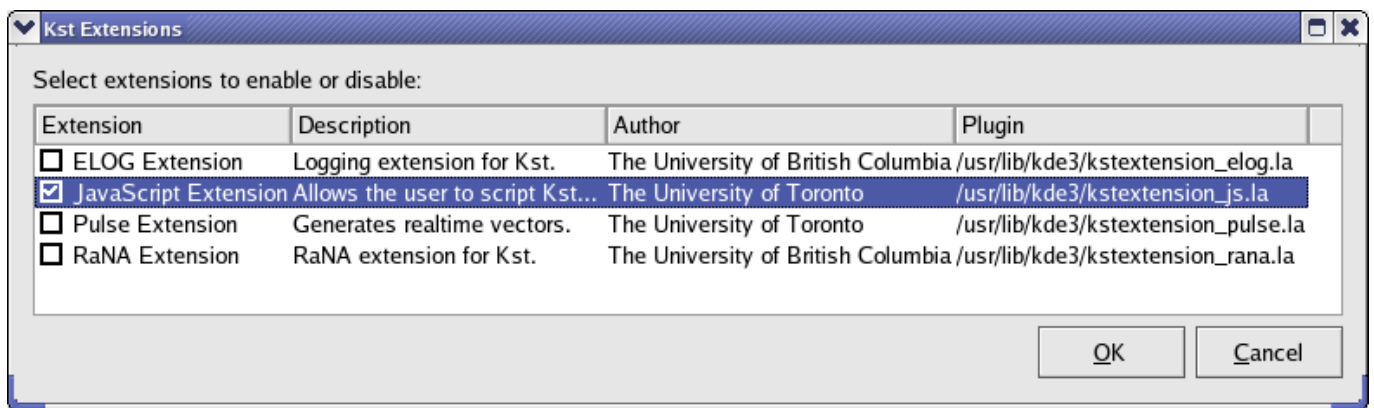 Kst Extensions
Select extensions to enable or disable:
Extension Description Author Plugin
ELOG Extension Logging extension for Kst. The University of British Columbia /usr/lib/kde3/kstextension_elog.la
JavaScript Extension Allows the user to script Kst... The University of Toronto /usr/lib/kde3/kstextension_js.la
Pulse Extension Generates realtime vectors. The University of Toronto /usr/lib/kde3/kstextension_pulse.la
RaNA Extension RaNA extension for Kst. The University of British Columbia /usr/lib/kde3/kstextension_rana.la
OK Cancel